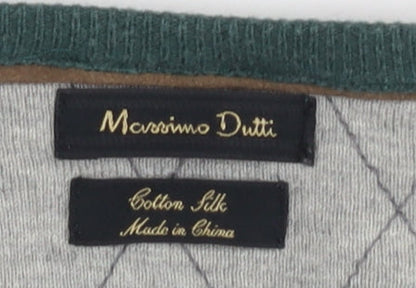 Massimo Dutti
Cotton Silk
Made in China